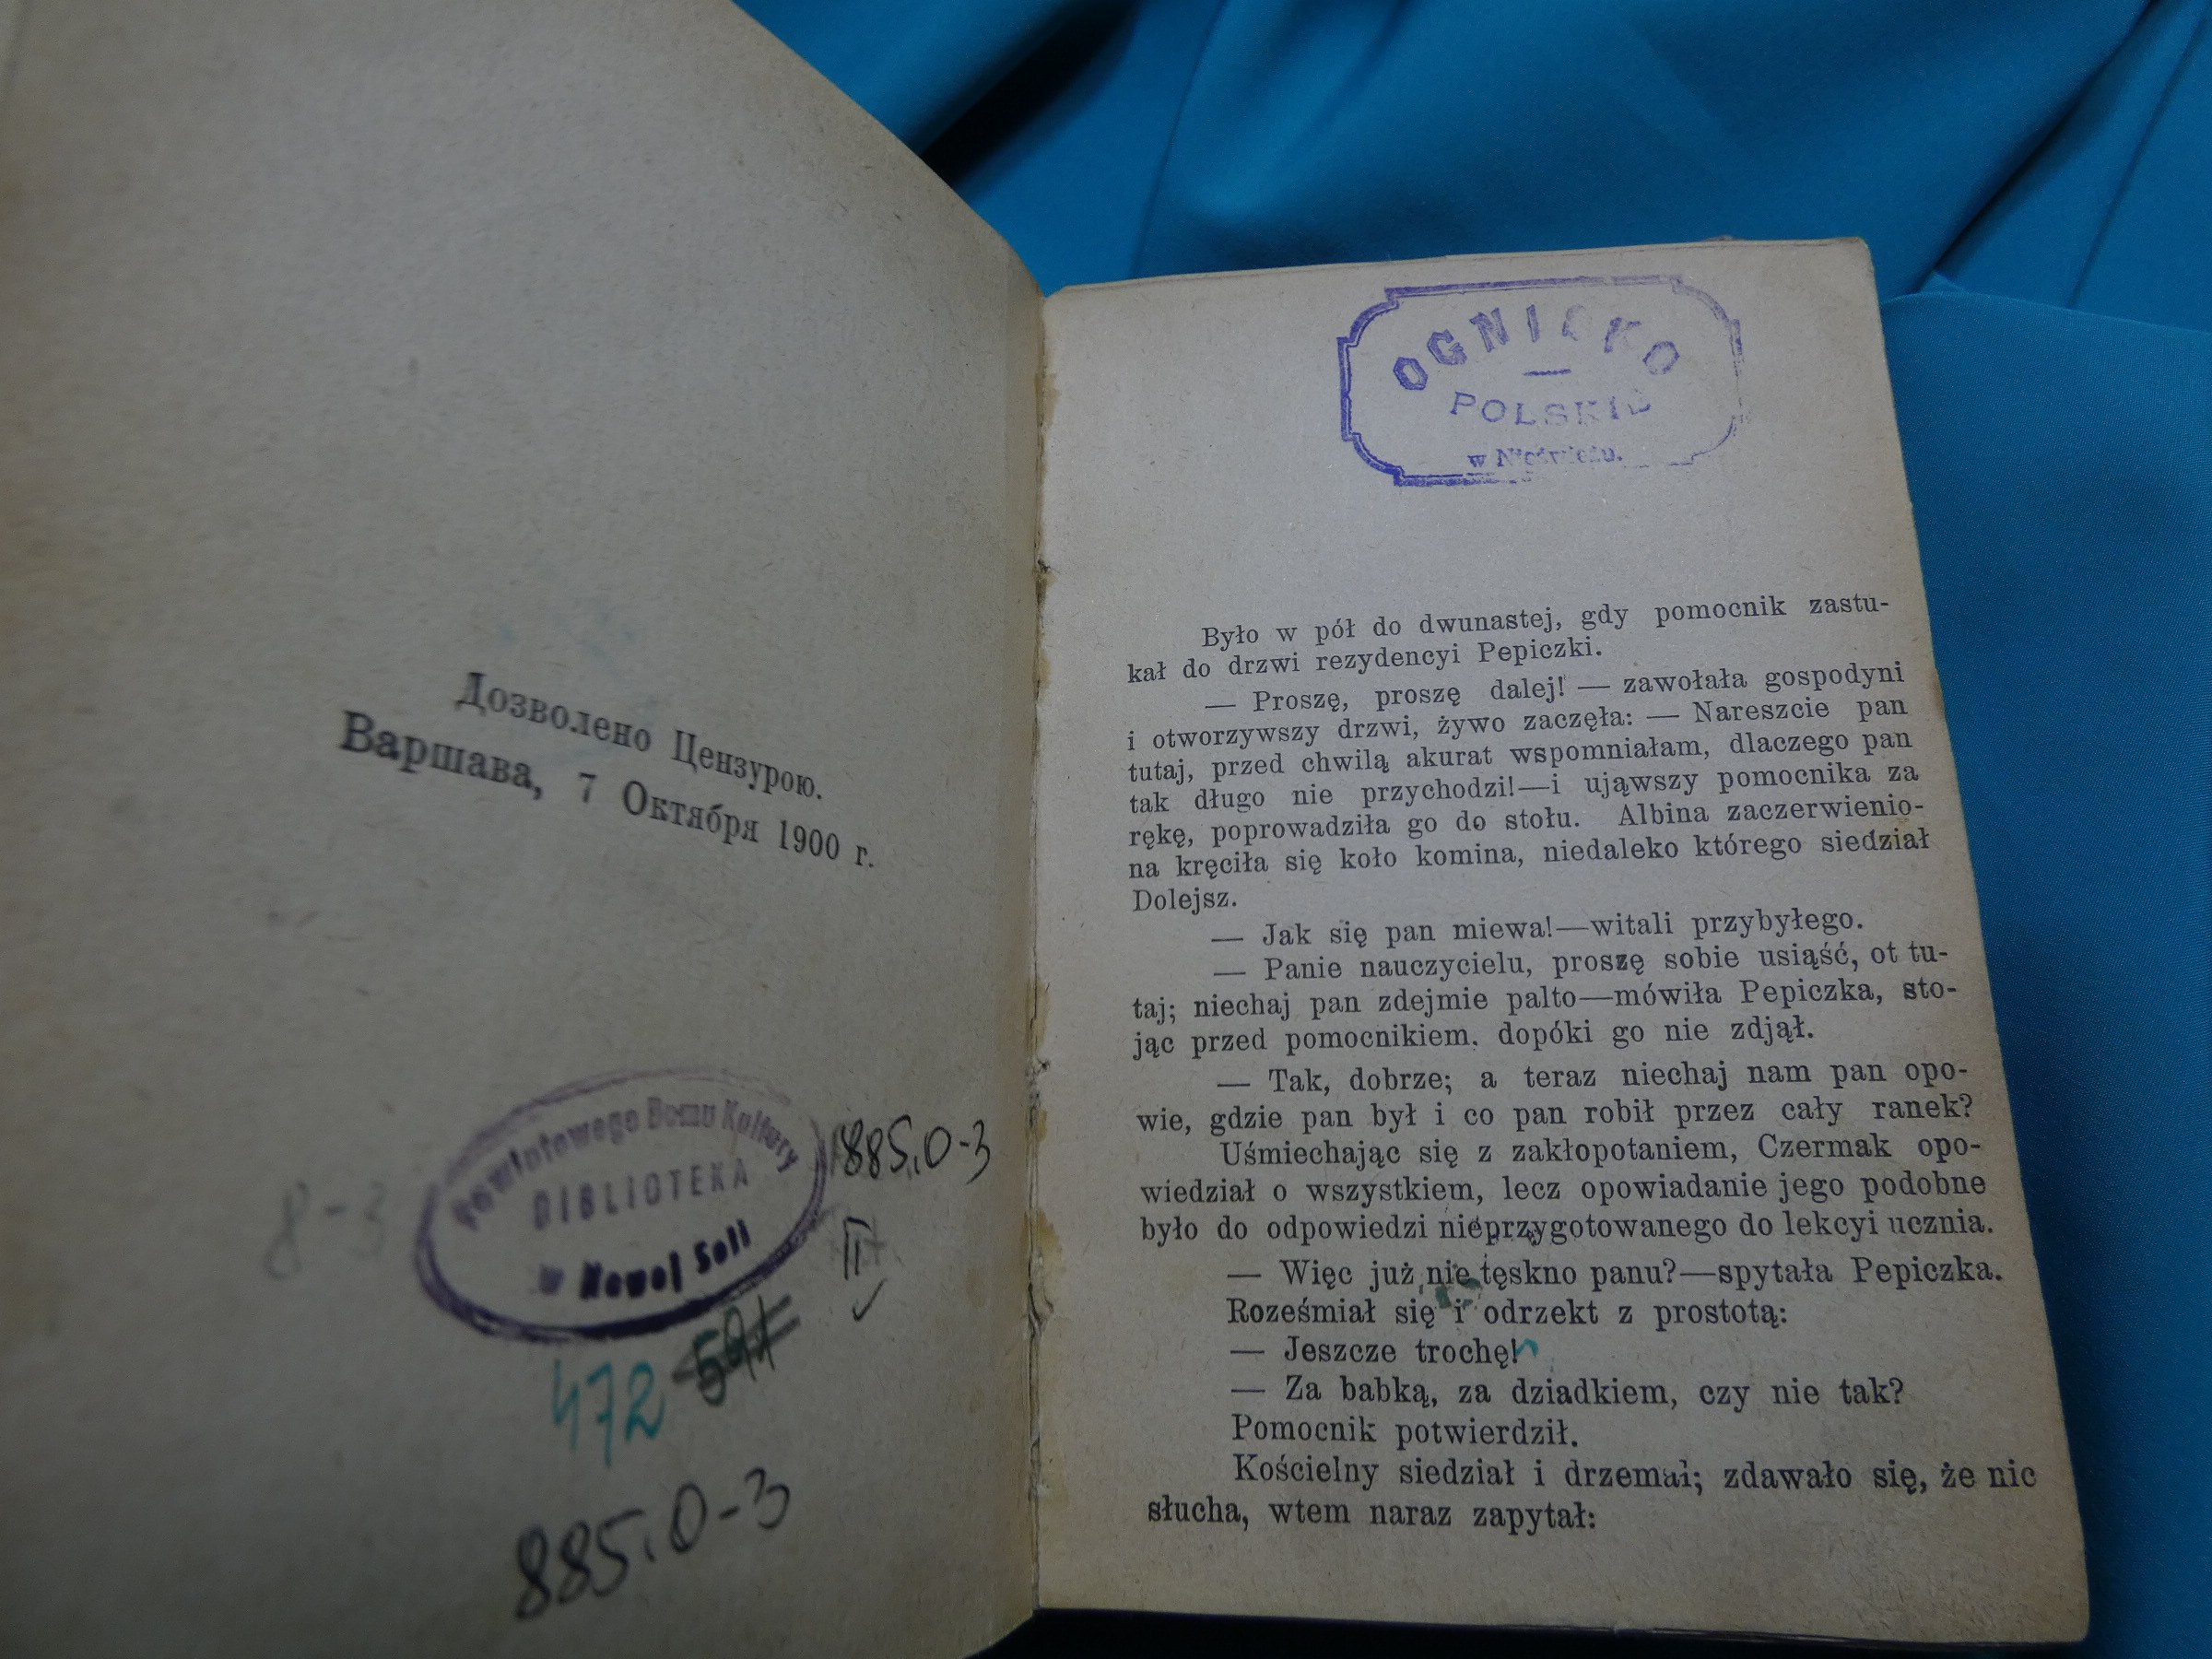 Дозволено Цензурою.
Варшава, 7 Октября 1900 г.
Powiatowego Domu Kultury
BIBLIOTEKA
w Nowej Soli
885.0-3
III
8-3
472 591
885.0-3
OGNISKO
POLSKIE
w Nieświeżu.
Było w pół do dwunastej, gdy pomocnik zastu-
kał do drzwi rezydencyi Pepiczki.
— Proszę, proszę dalej! — zawołała gospodyni
i otworzywszy drzwi, żywo zaczęła: — Nareszcie pan
tutaj, przed chwilą akurat wspomniałam, dlaczego pan
tak długo nie przychodzi!—i ująwszy pomocnika za
rękę, poprowadziła go do stołu. Albina zaczerwienio-
na kręciła się koło komina, niedaleko którego siedział
Dolejsz.
— Jak się pan miewa!—witali przybyłego.
— Panie nauczycielu, proszę sobie usiąść, ot tu-
taj; niechaj pan zdejmie palto—mówiła Pepiczka, sto-
jąc przed pomocnikiem. dopóki go nie zdjął.
— Tak, dobrze; a teraz niechaj nam pan opo-
wie, gdzie pan był i co pan robił przez cały ranek?
Uśmiechając się z zakłopotaniem, Czermak opo-
wiedział o wszystkiem, lecz opowiadanie jego podobne
było do odpowiedzi nieprzygotowanego do lekcyi ucznia.
— Więc już nie tęskno panu?—spytała Pepiczka.
Roześmiał się i odrzekt z prostotą:
— Jeszcze trochę!
— Za babką, za dziadkiem, czy nie tak?
Pomocnik potwierdził.
Kościelny siedział i drzemał; zdawało się, że nic
słucha, wtem naraz zapytał: